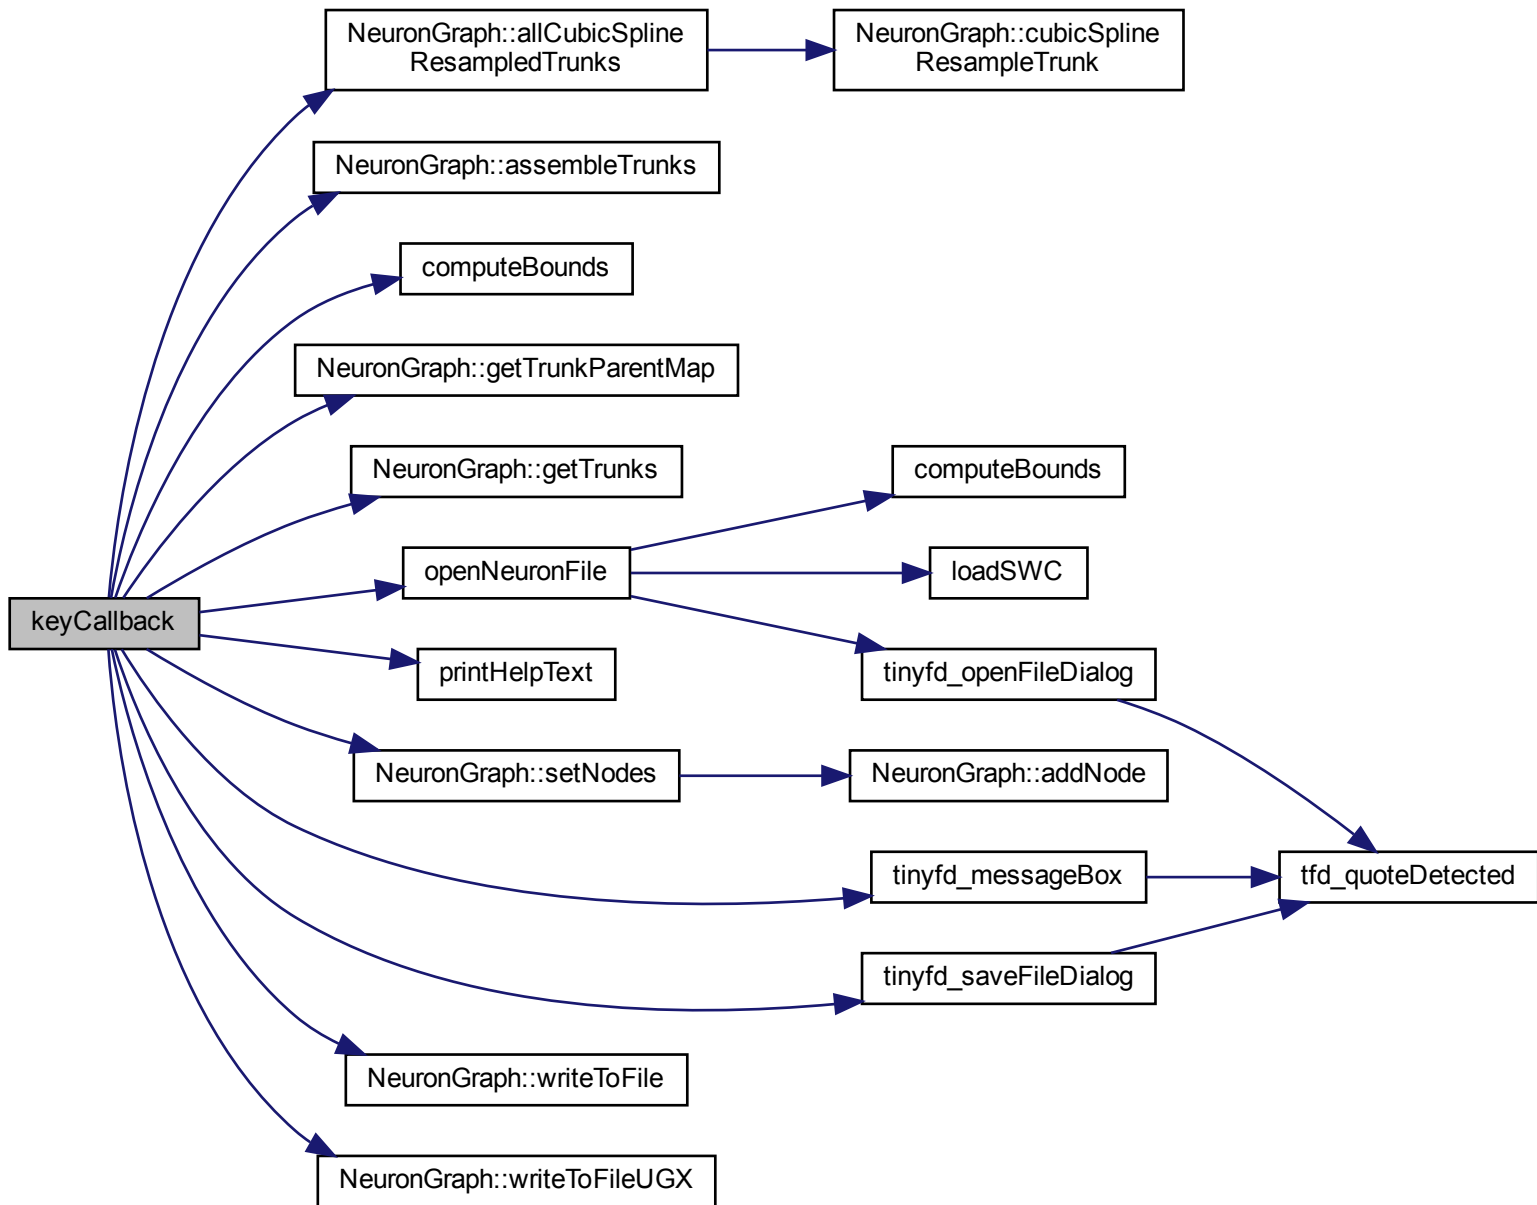 NeuronGraph::allCubicSpline
ResampledTrunks
NeuronGraph::cubicSpline
ResampleTrunk
NeuronGraph::assembleTrunks
computeBounds
NeuronGraph::getTrunkParentMap
NeuronGraph::getTrunks
computeBounds
openNeuronFile
loadSWC
keyCallback
printHelpText
tinyfd_openFileDialog
NeuronGraph::setNodes
NeuronGraph::addNode
tinyfd_messageBox
tfd_quoteDetected
tinyfd_saveFileDialog
NeuronGraph::writeToFile
NeuronGraph::writeToFileUGX